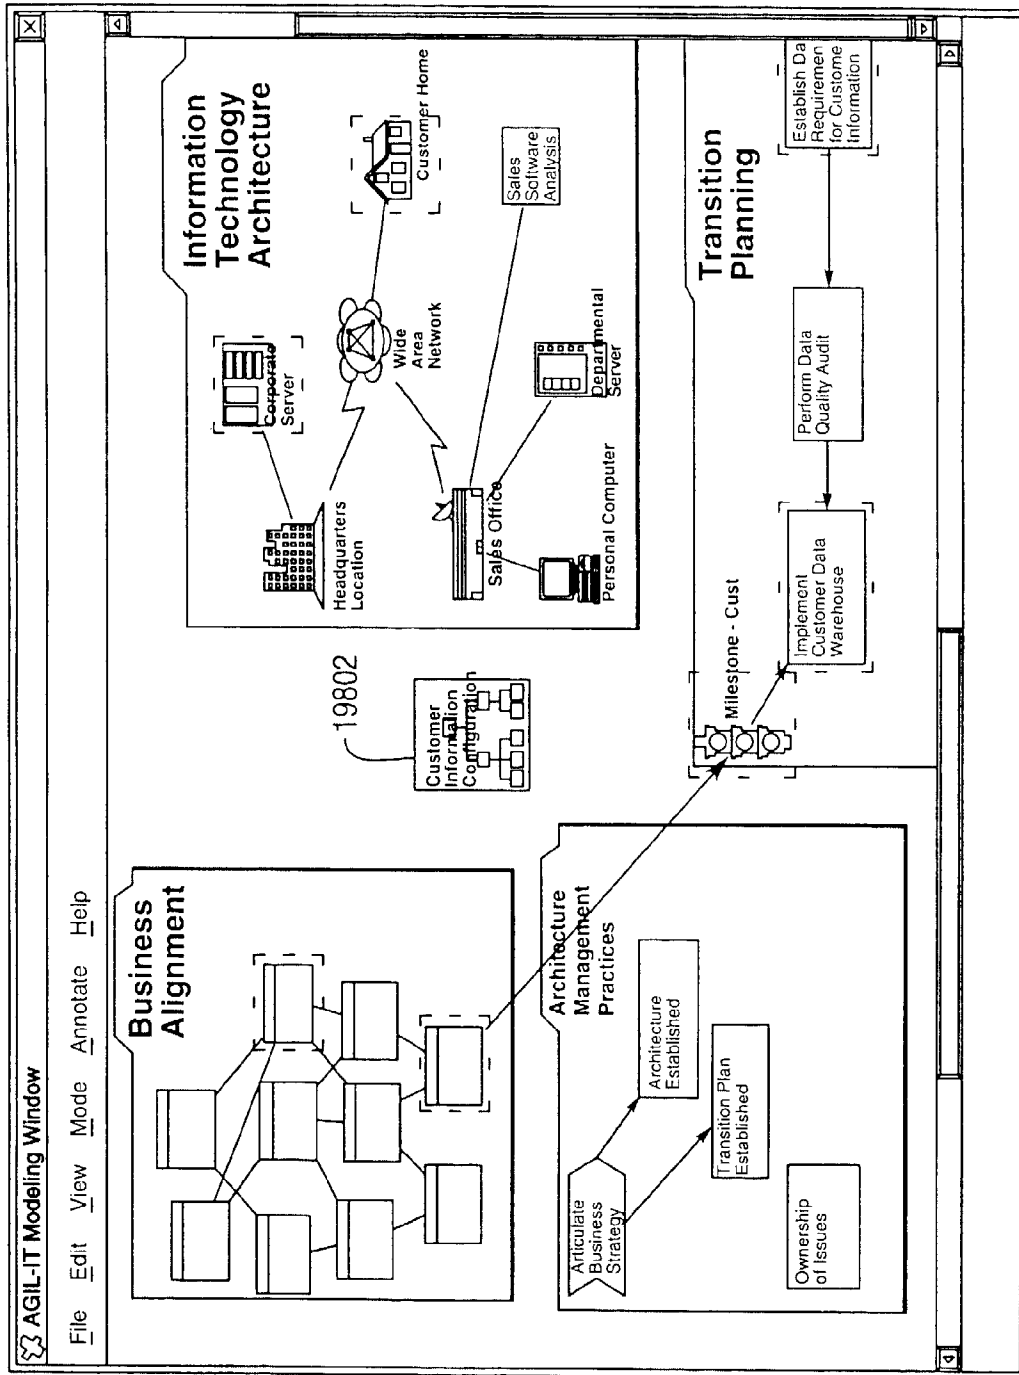 AGIL-IT Modeling Window
File Edit View Mode Annotate Help
Business
Alignment
19802
Customer
Information
Configuration
Information
Technology
Architecture
Corporate
Server
Headquarters
Location
Wide
Area
Network
Customer Home
Sales Office
Sales
Software
Analysis
Personal Computer
Departmental
Server
Architecture
Management
Practices
Articulate
Business
Strategy
Architecture
Established
Transition Plan
Established
Ownership
of Issues
Transition
Planning
Milestone - Cust
Implement
Customer Data
Warehouse
Perform Data
Quality Audit
Establish Da
Requiremen
for Custome
Information